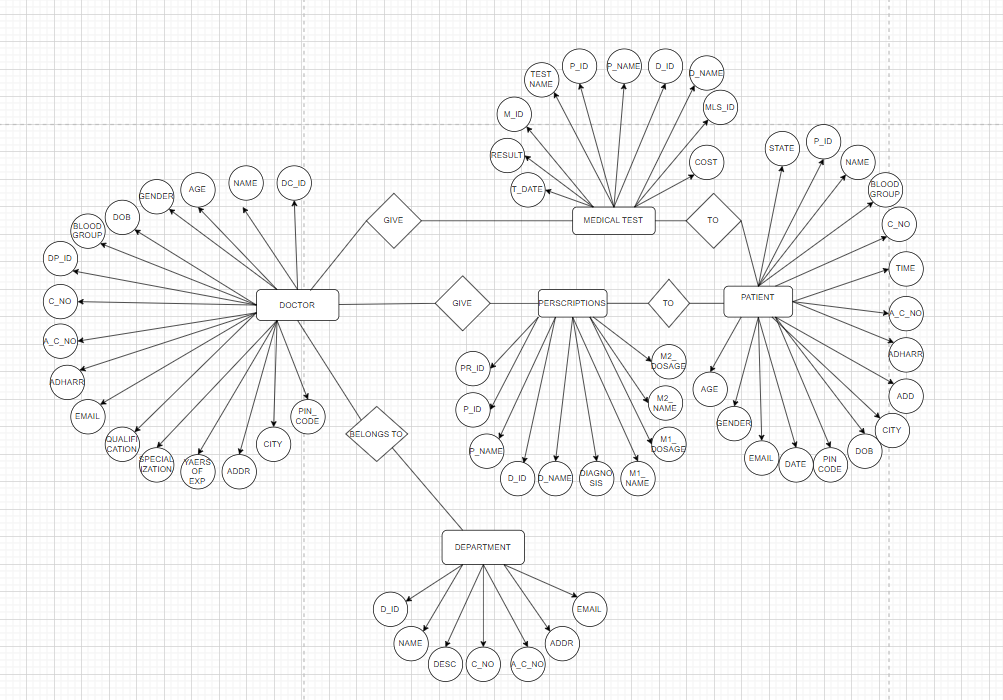 P_ID
P_NAME
D_ID
D_NAME
TEST
NAME
MLS_ID
M_ID
RESULT
COST
T_DATE
STATE
P_ID
NAME
BLOOD
GROUP
C_NO
TIME
A_C_NO
ADHARR
ADD
CITY
DOB
PIN
CODE
DATE
EMAIL
GENDER
AGE
DC_ID
NAME
AGE
GENDER
DOB
BLOOD
GROUP
DP_ID
C_NO
A_C_NO
ADHARR
EMAIL
QUALIFI
CATION
SPECIAL
IZATION
YAERS
OF
EXP
ADDR
CITY
PIN_
CODE
GIVE
MEDICAL TEST
TO
DOCTOR
GIVE
PERSCRIPTIONS
TO
PATIENT
PR_ID
P_ID
P_NAME
D_ID
D_NAME
DIAGNO
SIS
M1_
NAME
M1_
DOSAGE
M2_
NAME
M2_
DOSAGE
BELONGS TO
DEPARTMENT
D_ID
NAME
DESC
C_NO
A_C_NO
ADDR
EMAIL